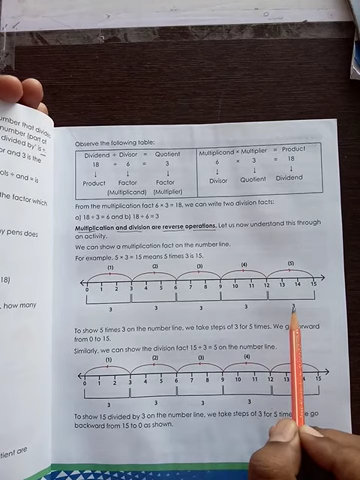 umber that divide
number (part of
divided by' is ÷.
or and 3 is the
ols ÷ and × is
the factor which
y pens does
18)
, how many
tient are
Observe the following table:
Dividend ÷ Divisor = Quotient
18 ÷ 6 = 3
↓ ↓ ↓
Product Factor Factor
(Multiplicand) (Multiplier)
Multiplicand × Multiplier = Product
6 × 3 = 18
↓ ↓ ↓
Divisor Quotient Dividend
From the multiplication fact 6 × 3 = 18, we can write two division facts:
a) 18 ÷ 3 = 6 and b) 18 ÷ 6 = 3
Multiplication and division are reverse operations. Let us now understand this through
an activity.
We can show a multiplication fact on the number line.
For example, 5 × 3 = 15 means 5 times 3 is 15.
(1) (2) (3) (4) (5)
0 1 2 3 4 5 6 7 8 9 10 11 12 13 14 15
3 3 3 3 3
To show 5 times 3 on the number line, we take steps of 3 for 5 times. We go forward
from 0 to 15.
Similarly, we can show the division fact 15 ÷ 3 = 5 on the number line.
(1) (2) (3) (4)
0 1 2 3 4 5 6 7 8 9 10 11 12 13 14 15
3 3 3 3
To show 15 divided by 3 on the number line, we take steps of 3 for 5 times. go
backward from 15 to 0 as shown.